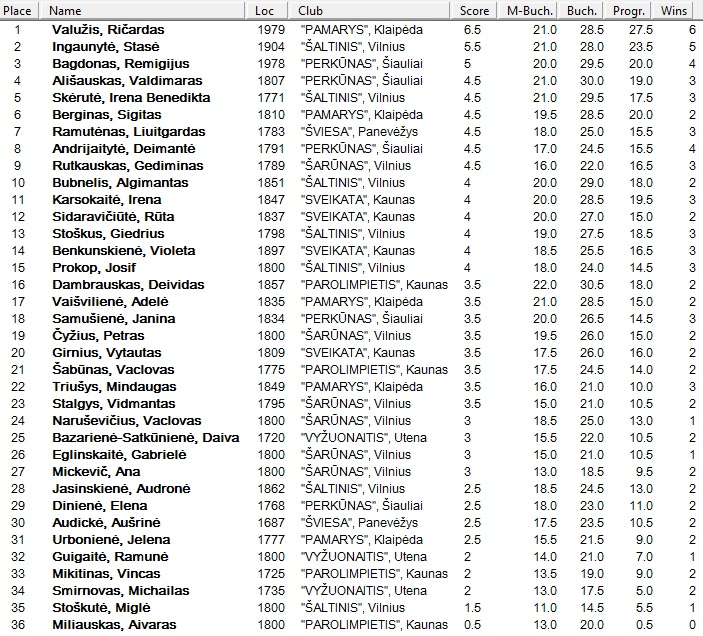 Place Name Loc Club Score M-Buch. Buch. Progr. Wins
1 Valužis, Ričardas 1979 "PAMARYS", Klaipėda 6.5 21.0 28.5 27.5 6
2 Ingaunytė, Stasė 1904 "ŠALTINIS", Vilnius 5.5 21.0 28.0 23.5 5
3 Bagdonas, Remigijus 1978 "PERKŪNAS", Šiauliai 5 20.0 29.5 20.0 4
4 Ališauskas, Valdimaras 1807 "PERKŪNAS", Šiauliai 4.5 21.0 30.0 19.0 3
5 Skėrutė, Irena Benedikta 1771 "ŠALTINIS", Vilnius 4.5 21.0 29.5 17.5 3
6 Berginas, Sigitas 1810 "PAMARYS", Klaipėda 4.5 19.5 28.5 20.0 2
7 Ramutėnas, Liuitgardas 1783 "ŠVIESA", Panevėžys 4.5 18.0 25.0 15.5 3
8 Andrijaitytė, Deimantė 1791 "PERKŪNAS", Šiauliai 4.5 17.0 24.5 15.5 4
9 Rutkauskas, Gediminas 1789 "ŠARŪNAS", Vilnius 4.5 16.0 22.0 16.5 3
10 Bubnelis, Algimantas 1851 "ŠALTINIS", Vilnius 4 20.0 29.0 18.0 2
11 Karsokaitė, Irena 1847 "SVEIKATA", Kaunas 4 20.0 28.5 19.5 3
12 Sidaravičiūtė, Rūta 1837 "SVEIKATA", Kaunas 4 20.0 27.0 15.0 2
13 Stoškus, Giedrius 1798 "ŠALTINIS", Vilnius 4 19.0 27.5 18.5 3
14 Benkunskienė, Violeta 1897 "SVEIKATA", Kaunas 4 18.5 25.5 16.5 3
15 Prokop, Josif 1800 "ŠALTINIS", Vilnius 4 18.0 24.0 14.5 3
16 Dambrauskas, Deividas 1857 "PAROLIMPIETIS", Kaunas 3.5 22.0 30.5 18.0 2
17 Vaišvilienė, Adelė 1835 "PAMARYS", Klaipėda 3.5 21.0 28.5 15.0 2
18 Samušienė, Janina 1834 "PERKŪNAS", Šiauliai 3.5 20.0 26.5 14.5 3
19 Čyžius, Petras 1800 "ŠARŪNAS", Vilnius 3.5 19.5 26.0 15.0 2
20 Girnius, Vytautas 1809 "SVEIKATA", Kaunas 3.5 17.5 26.0 16.0 2
21 Šabūnas, Vaclovas 1775 "PAROLIMPIETIS", Kaunas 3.5 17.5 24.5 14.0 2
22 Triušys, Mindaugas 1849 "PAMARYS", Klaipėda 3.5 16.0 21.0 10.0 3
23 Stalgys, Vidmantas 1795 "ŠARŪNAS", Vilnius 3.5 15.0 21.0 10.5 2
24 Naruševičius, Vaclovas 1800 "ŠARŪNAS", Vilnius 3 18.5 25.0 13.0 1
25 Bazarienė-Satkūnienė, Daiva 1720 "VYŽUONAITIS", Utena 3 15.5 22.0 10.5 2
26 Eglinskaitė, Gabrielė 1800 "ŠARŪNAS", Vilnius 3 15.0 21.0 10.5 1
27 Mickevič, Ana 1800 "ŠARŪNAS", Vilnius 3 13.0 18.5 9.5 2
28 Jasinskienė, Audronė 1862 "ŠALTINIS", Vilnius 2.5 18.5 24.5 13.0 2
29 Dinienė, Elena 1768 "PERKŪNAS", Šiauliai 2.5 18.0 23.0 11.0 2
30 Audickė, Aušrinė 1687 "ŠVIESA", Panevėžys 2.5 17.5 23.5 10.5 2
31 Urbonienė, Jelena 1777 "PAMARYS", Klaipėda 2.5 15.5 21.5 9.0 2
32 Guigaitė, Ramunė 1800 "VYŽUONAITIS", Utena 2 14.0 21.0 7.0 1
33 Mikitinas, Vincas 1725 "PAROLIMPIETIS", Kaunas 2 13.5 19.0 9.0 2
34 Smirnovas, Michailas 1735 "VYŽUONAITIS", Utena 2 13.0 17.5 5.0 2
35 Stoškutė, Miglė 1800 "ŠALTINIS", Vilnius 1.5 11.0 14.5 5.5 1
36 Miliauskas, Aivaras 1800 "PAROLIMPIETIS", Kaunas 0.5 13.0 20.0 0.5 0